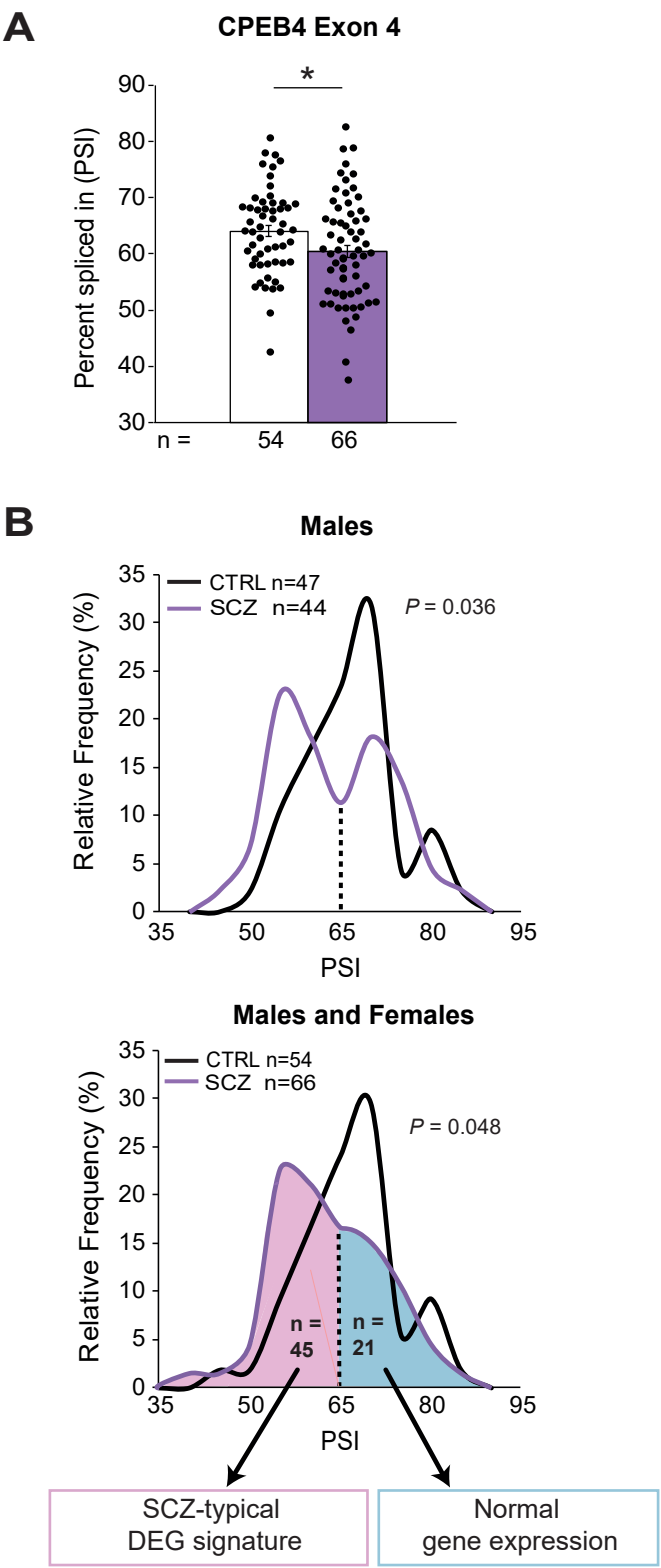 A
CPEB4 Exon 4
*
Percent spliced in (PSI)
90
80
70
60
50
40
30
n = 54 66
B
Males
Relative Frequency (%)
35
30
25
20
15
10
5
0
CTRL n=47
SCZ n=44
P = 0.036
35 50 65 80 95
PSI
Males and Females
Relative Frequency (%)
35
30
25
20
15
10
5
0
CTRL n=54
SCZ n=66
P = 0.048
n =
45
n =
21
35 50 65 80 95
PSI
SCZ-typical
DEG signature
Normal
gene expression